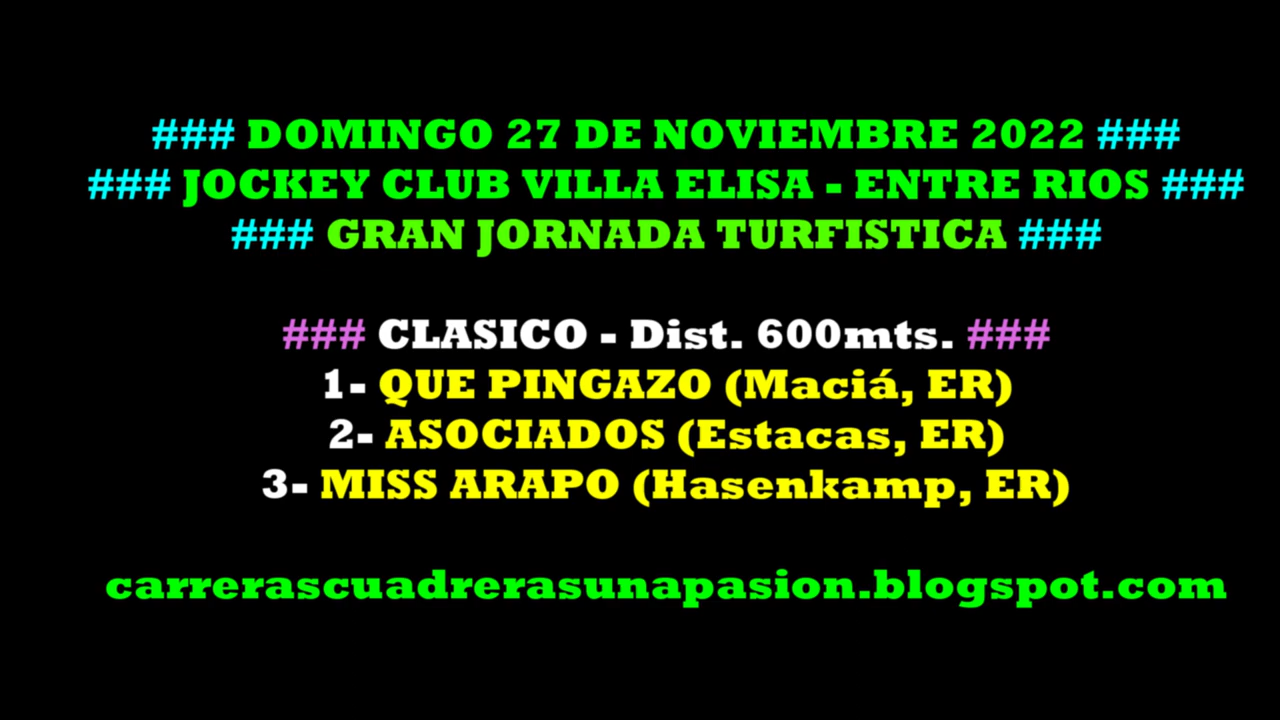 ### DOMINGO 27 DE NOVIEMBRE 2022 ###
### JOCKEY CLUB VILLA ELISA - ENTRE RIOS ###
### GRAN JORNADA TURFISTICA ###
### CLASICO - Dist. 600mts. ###
1- QUE PINGAZO (Maciá, ER)
2- ASOCIADOS (Estacas, ER)
3- MISS ARAPO (Hasenkamp, ER)
carrerascuadrerasunapasion.blogspot.com